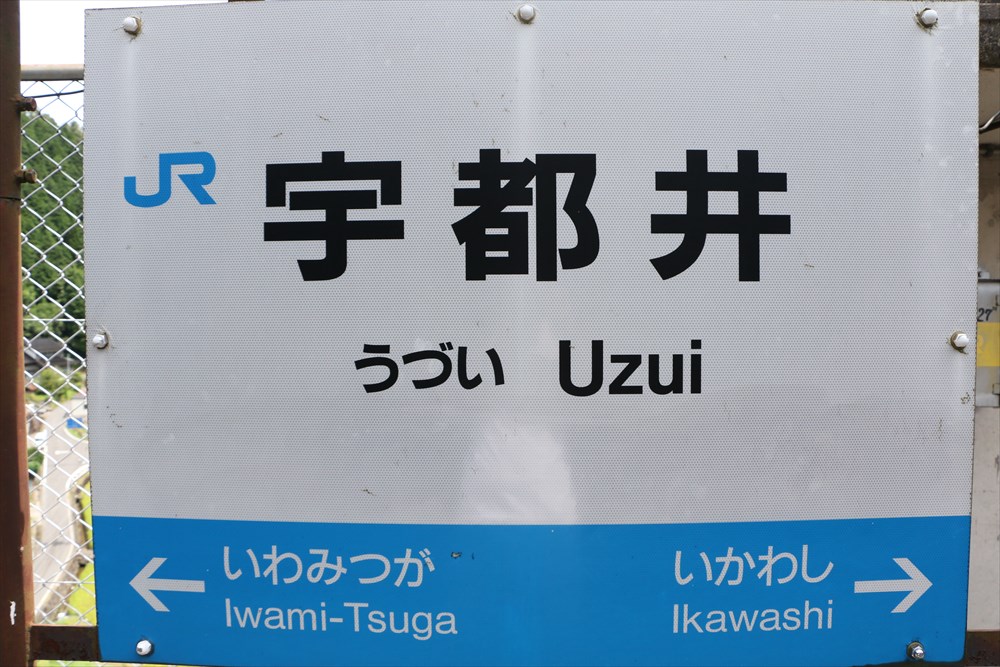 JR 宇都井
うづい Uzui
いわみつが
Iwami-Tsuga
いかわし
Ikawashi
27